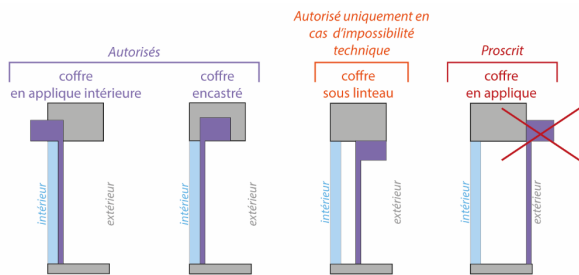 Autorisés
Autorisé uniquement en
cas d'impossibilité
technique
Proscrit
coffre
en applique intérieure
coffre
encastré
coffre
sous linteau
coffre
en applique
intérieur
extérieur
intérieur
extérieur
intérieur
extérieur
intérieur
extérieur